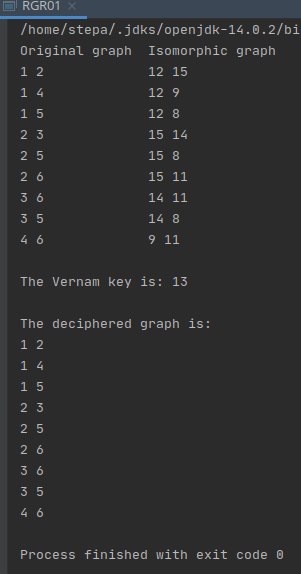 RGR01
/home/stepa/.jdks/openjdk-14.0.2/bi
Original graph  Isomorphic graph
1 2             12 15
1 4             12 9
1 5             12 8
2 3             15 14
2 5             15 8
2 6             15 11
3 6             14 11
3 5             14 8
4 6             9 11
The Vernam key is: 13
The deciphered graph is:
1 2
1 4
1 5
2 3
2 5
2 6
3 6
3 5
4 6
Process finished with exit code 0